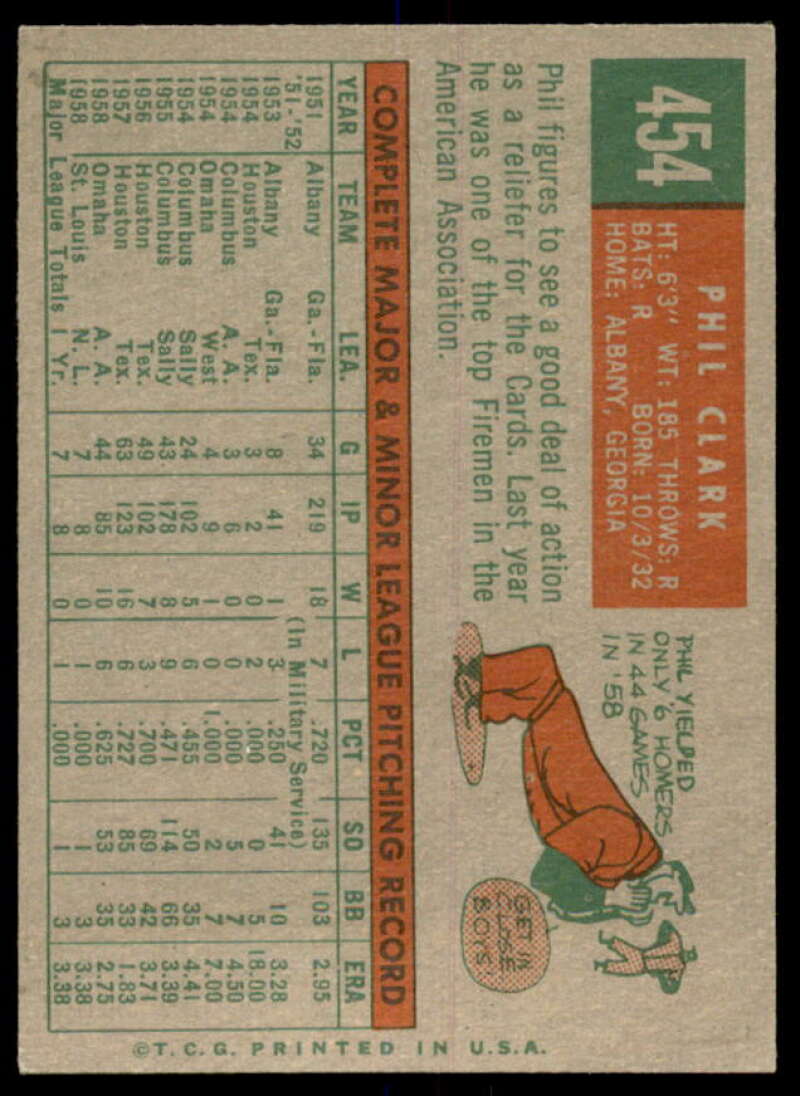 454
PHIL CLARK
HT: 6'3" WT: 185 THROWS: R
BATS: R BORN: 10/3/32
HOME: ALBANY, GEORGIA
Phil figures to see a good deal of action
as a reliefer for the Cards. Last year
he was one of the top Firemen in the
American Association.
PHIL YIELDED
ONLY 6 HOMERS
IN 44 GAMES
IN '58
GET IN
CLOSE
BOYS
COMPLETE MAJOR & MINOR LEAGUE PITCHING RECORD
YEAR TEAM LEA. G IP W L PCT SO BB ERA
1951 Albany Ga.-Fla. 34 219 18 7 .720 135 103 2.95
'51-'52 (In Military Service)
1953 Albany Ga.-Fla. 8 41 1 3 .250 41 10 3.28
1954 Houston Tex. 3 2 0 2 .000 0 5 18.00
1954 Columbus A. A. 3 6 0 0 .000 5 7 4.50
1954 Omaha West 4 9 1 0 1.000 2 7 7.00
1954 Columbus Sally 24 102 5 6 .455 50 35 4.41
1955 Columbus Sally 43 178 8 9 .471 114 66 3.39
1956 Houston Tex. 49 102 7 3 .700 69 42 3.71
1957 Houston Tex. 63 123 16 6 .727 85 33 1.83
1958 Omaha A. A. 44 85 10 6 .625 53 35 2.75
1958 St. Louis N. L. 7 8 0 1 .000 1 3 3.38
Major League Totals 1 Yr. 7 8 0 1 .000 1 3 3.38
©T.C.G. PRINTED IN U.S.A.